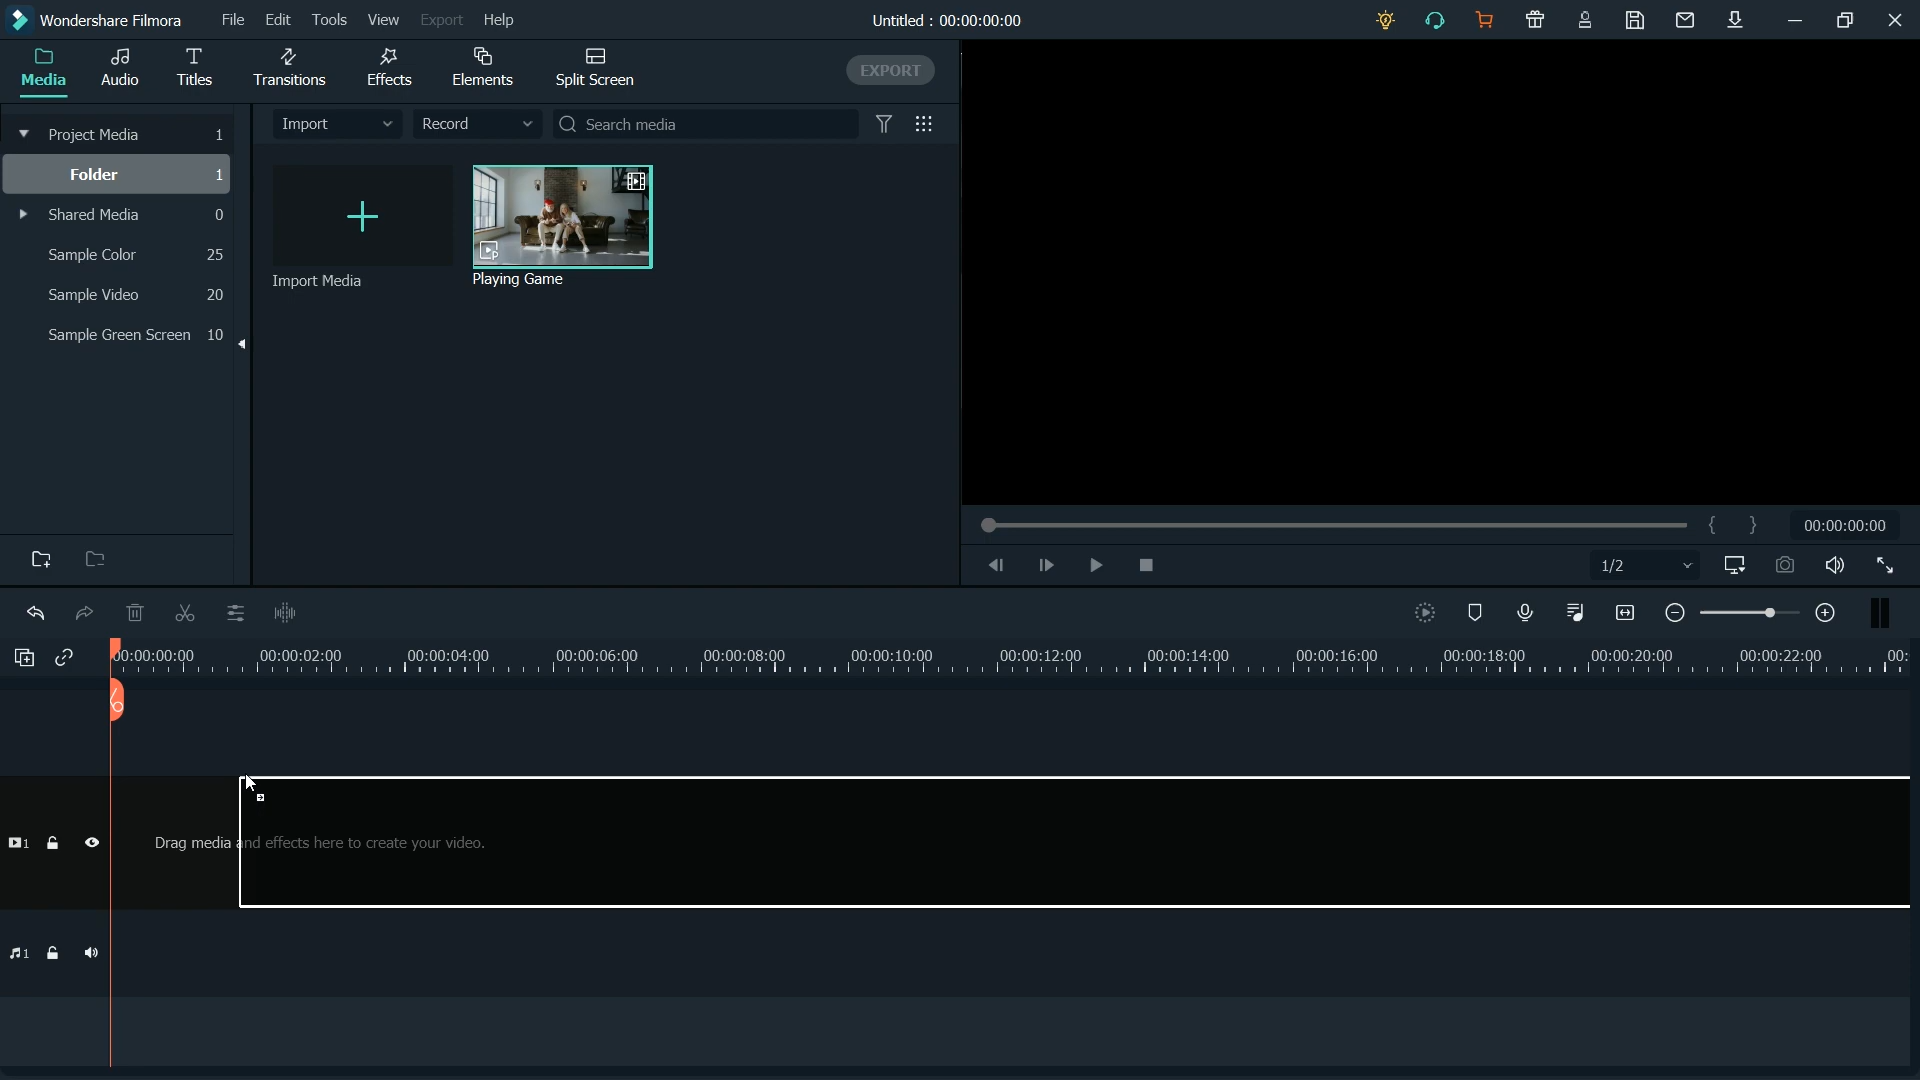 Wondershare Filmora File Edit Tools View Export Help Untitled : 00:00:00:00
Media Audio Titles Transitions Effects Elements Split Screen EXPORT
Import Record Search media
Project Media 1
Folder 1
Shared Media 0
Sample Color 25
Sample Video 20
Sample Green Screen 10
Import Media
Playing Game
{ } 00:00:00:00
1/2
00:00:00:00 00:00:02:00 00:00:04:00 00:00:06:00 00:00:08:00 00:00:10:00 00:00:12:00 00:00:14:00 00:00:16:00 00:00:18:00 00:00:20:00 00:00:22:00 00:
1 Drag media and effects here to create your video.
1